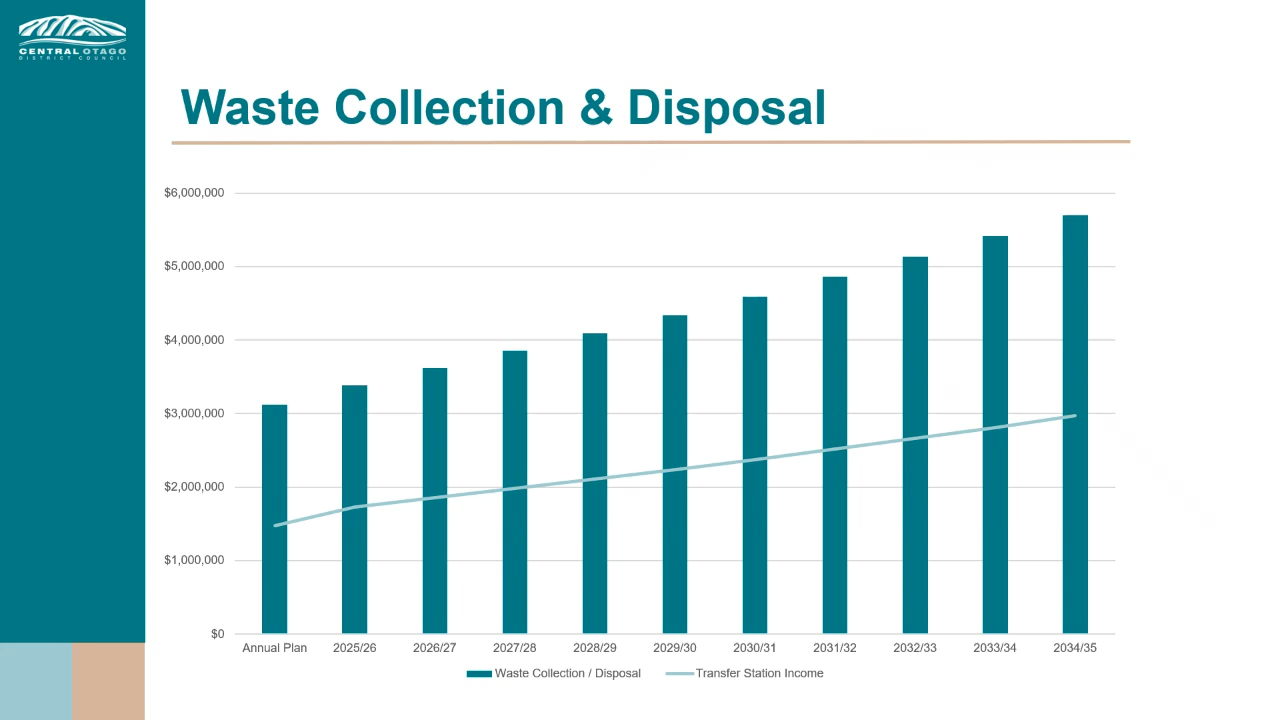 CENTRAL OTAGO
DISTRICT COUNCIL
Waste Collection & Disposal
$6,000,000
$5,000,000
$4,000,000
$3,000,000
$2,000,000
$1,000,000
$0
Annual Plan 2025/26 2026/27 2027/28 2028/29 2029/30 2030/31 2031/32 2032/33 2033/34 2034/35
Waste Collection / Disposal Transfer Station Income